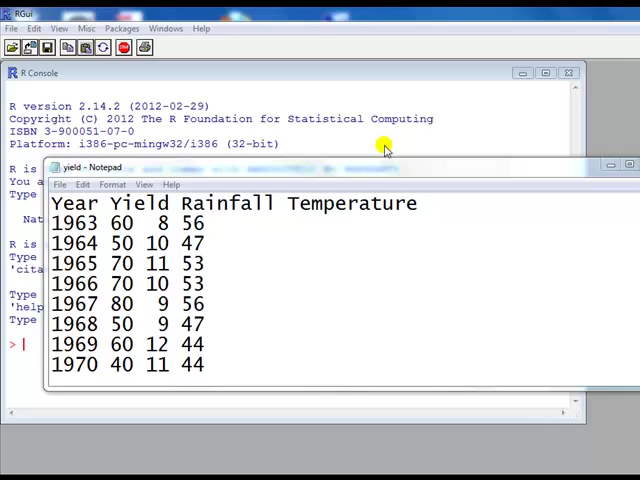 RGui
File Edit View Misc Packages Windows Help
R Console
R version 2.14.2 (2012-02-29)
Copyright (C) 2012 The R Foundation for Statistical Computing
ISBN 3-900051-07-0
Platform: i386-pc-mingw32/i386 (32-bit)
R is
You a
Type
Nat
R is
Type
'cita
Type
'help
Type
>
yield - Notepad
File Edit Format View Help
Year Yield Rainfall Temperature
1963 60 8 56
1964 50 10 47
1965 70 11 53
1966 70 10 53
1967 80 9 56
1968 50 9 47
1969 60 12 44
1970 40 11 44